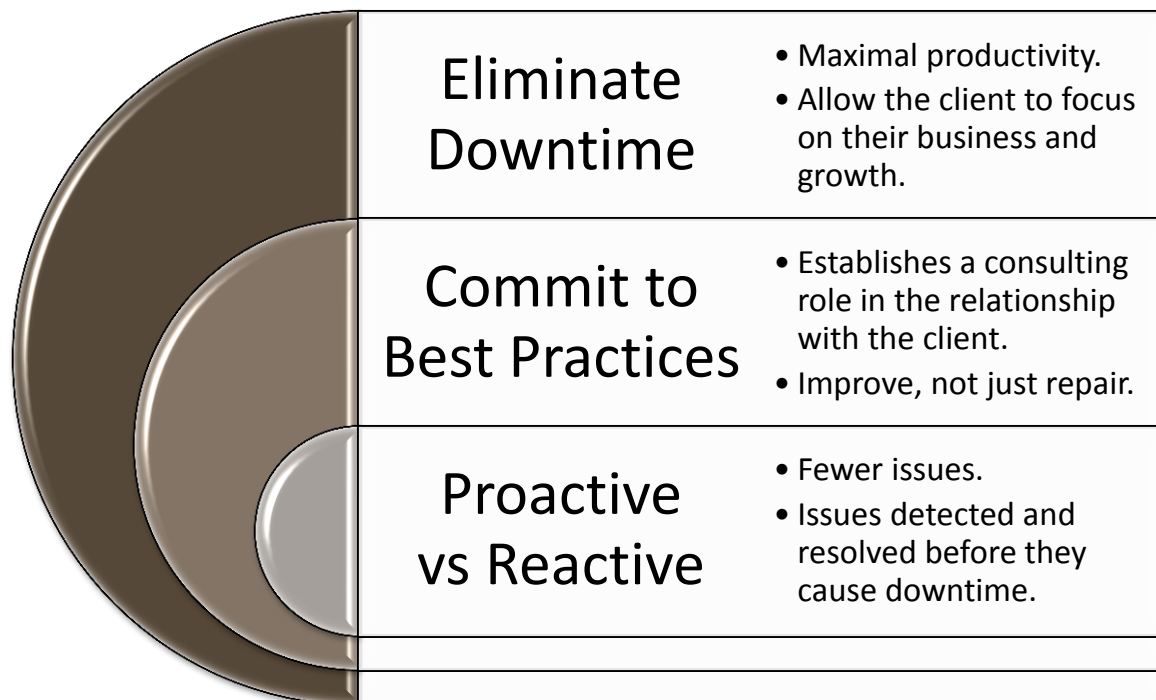 Eliminate
Downtime
• Maximal productivity.
• Allow the client to focus
on their business and
growth.
Commit to
Best Practices
• Establishes a consulting
role in the relationship
with the client.
• Improve, not just repair.
Proactive
vs Reactive
• Fewer issues.
• Issues detected and
resolved before they
cause downtime.